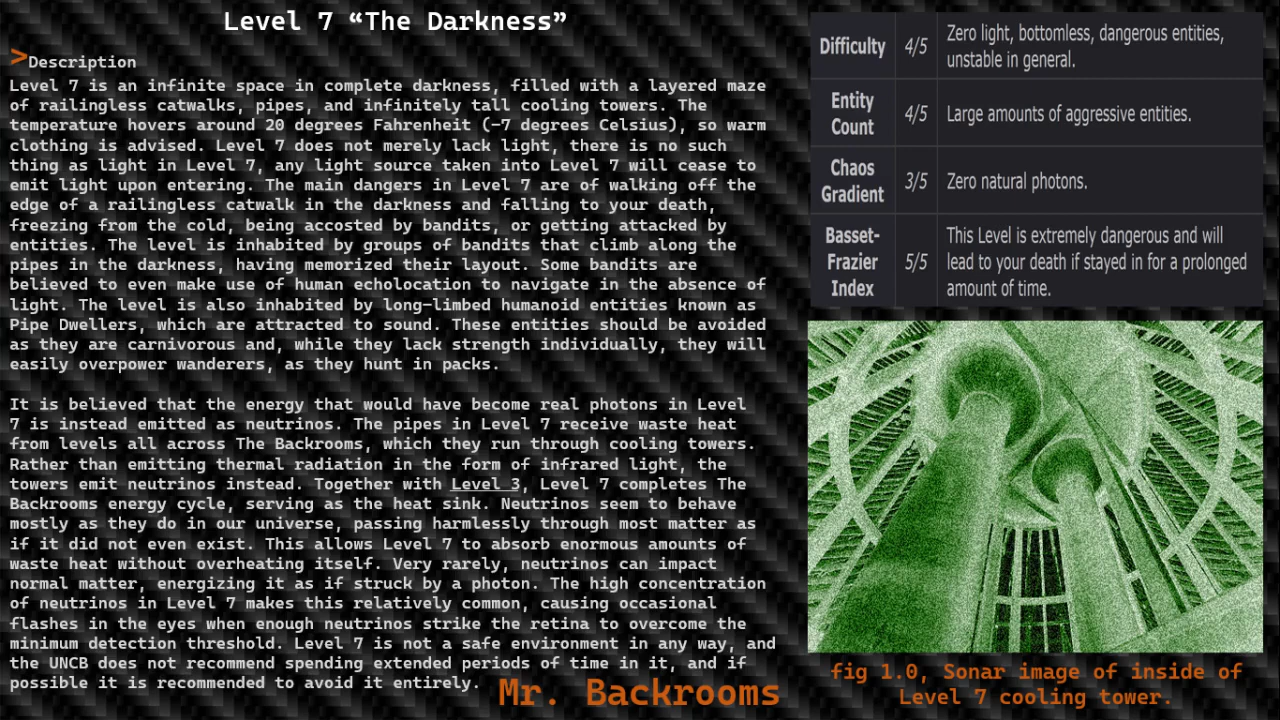 Level 7 “The Darkness”
>Description
Level 7 is an infinite space in complete darkness, filled with a layered maze
of railingless catwalks, pipes, and infinitely tall cooling towers. The
temperature hovers around 20 degrees Fahrenheit (-7 degrees Celsius), so warm
clothing is advised. Level 7 does not merely lack light, there is no such
thing as light in Level 7, any light source taken into Level 7 will cease to
emit light upon entering. The main dangers in Level 7 are of walking off the
edge of a railingless catwalk in the darkness and falling to your death,
freezing from the cold, being accosted by bandits, or getting attacked by
entities. The level is inhabited by groups of bandits that climb along the
pipes in the darkness, having memorized their layout. Some bandits are
believed to even make use of human echolocation to navigate in the absence of
light. The level is also inhabited by long-limbed humanoid entities known as
Pipe Dwellers, which are attracted to sound. These entities should be avoided
as they are carnivorous and, while they lack strength individually, they will
easily overpower wanderers, as they hunt in packs.
It is believed that the energy that would have become real photons in Level
7 is instead emitted as neutrinos. The pipes in Level 7 receive waste heat
from levels all across The Backrooms, which they run through cooling towers.
Rather than emitting thermal radiation in the form of infrared light, the
towers emit neutrinos instead. Together with Level 3, Level 7 completes The
Backrooms energy cycle, serving as the heat sink. Neutrinos seem to behave
mostly as they do in our universe, passing harmlessly through most matter as
if it did not even exist. This allows Level 7 to absorb enormous amounts of
waste heat without overheating itself. Very rarely, neutrinos can impact
normal matter, energizing it as if struck by a photon. The high concentration
of neutrinos in Level 7 makes this relatively common, causing occasional
flashes in the eyes when enough neutrinos strike the retina to overcome the
minimum detection threshold. Level 7 is not a safe environment in any way, and
the UNCB does not recommend spending extended periods of time in it, and if
possible it is recommended to avoid it entirely.
Mr. Backrooms
Difficulty 4/5 Zero light, bottomless, dangerous entities,
unstable in general.
Entity
Count 4/5 Large amounts of aggressive entities.
Chaos
Gradient 3/5 Zero natural photons.
Basset-
Frazier
Index 5/5 This Level is extremely dangerous and will
lead to your death if stayed in for a prolonged
amount of time.
fig 1.0, Sonar image of inside of
Level 7 cooling tower.